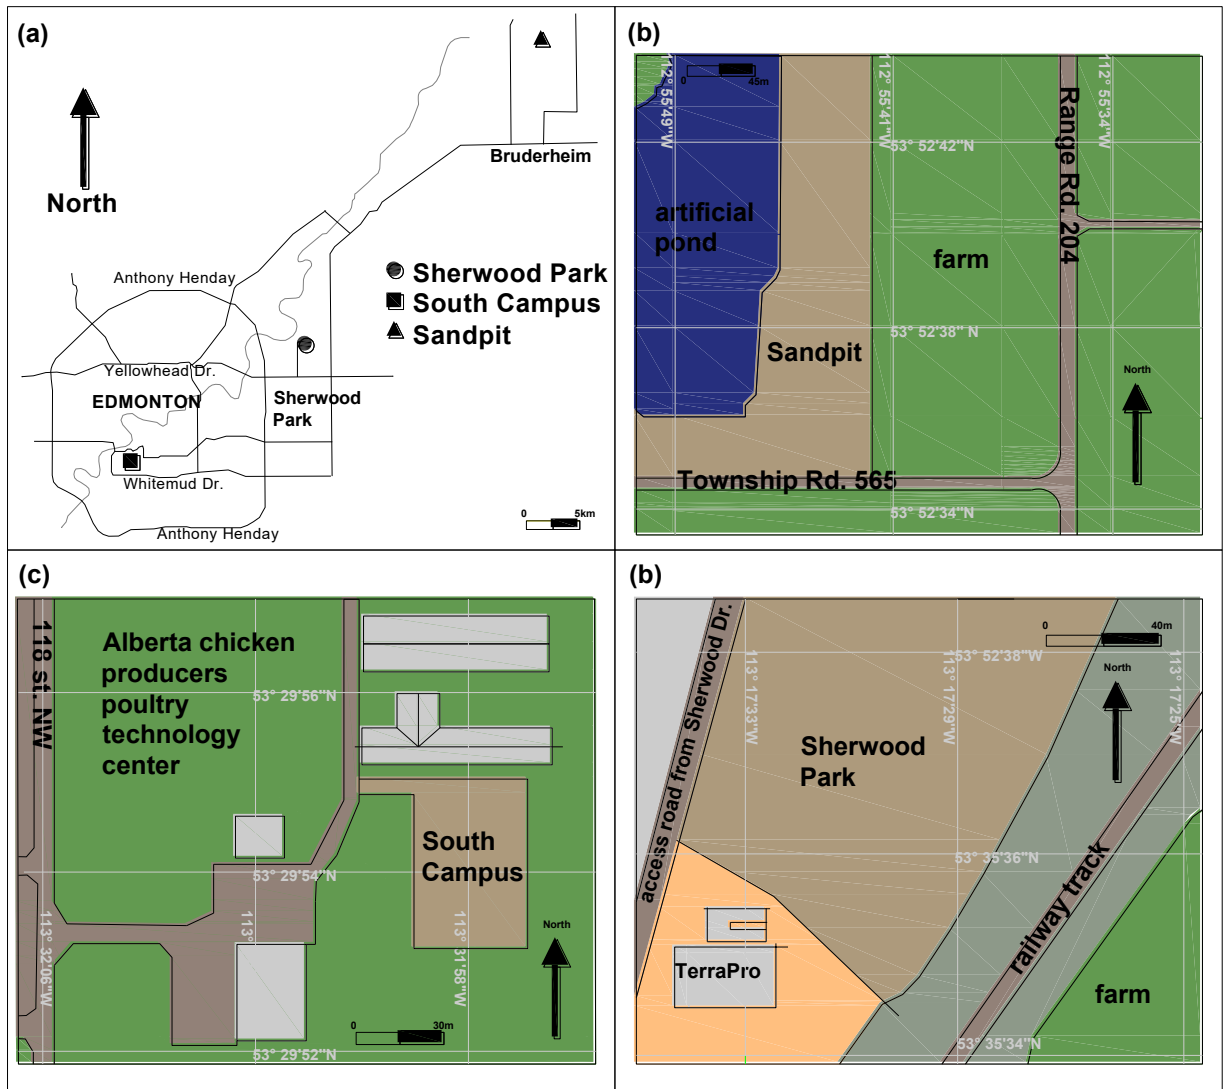 (a)
North
Bruderheim
Anthony Henday
Sherwood Park
South Campus
Sandpit
Yellowhead Dr.
EDMONTON
Sherwood
Park
Whitemud Dr.
Anthony Henday
0 5km
(b)
0 45m
112° 55'49"W
112° 55'41"W
112° 55'34"W
53° 52'42"N
Range Rd. 204
artificial
pond
farm
53° 52'38" N
Sandpit
North
Township Rd. 565
53° 52'34" N
(c)
118 st. NW
Alberta chicken
producers
poultry
technology
center
53° 29'56"N
South
Campus
53° 29'54"N
113° 32'06"W
113°
113° 31'58"W
North
0 30m
53° 29'52"N
(b)
access road from Sherwood Dr.
0 40m
53° 52'38"W
North
113° 17'33"W
113° 17'29"W
113° 17'25"W
Sherwood
Park
53° 35'36"N
railway track
TerraPro
farm
53° 35'34"N